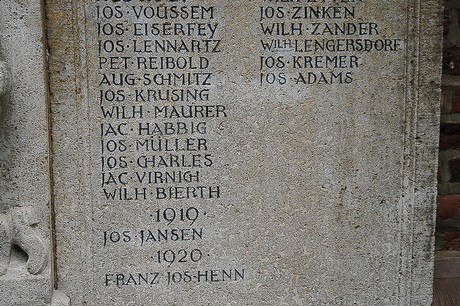 JOS·VOUSSEM
JOS·EISERFEY
JOS·LENNARTZ
PET·REIBOLD
AUG·SCHMITZ
JOS·KRUSING
WILH·MAURER
JAC·HABBIG
JOS·MÜLLER
JOS·CHARLES
JAC·VIRNICH
WILH·BIERTH
·1919·
JOS·JANSEN
·1920·
FRANZ JOS·HENN
JOS·ZINKEN
WILH·ZANDER
WILH·LENGERSDORF
JOS·KREMER
JOS·ADAMS